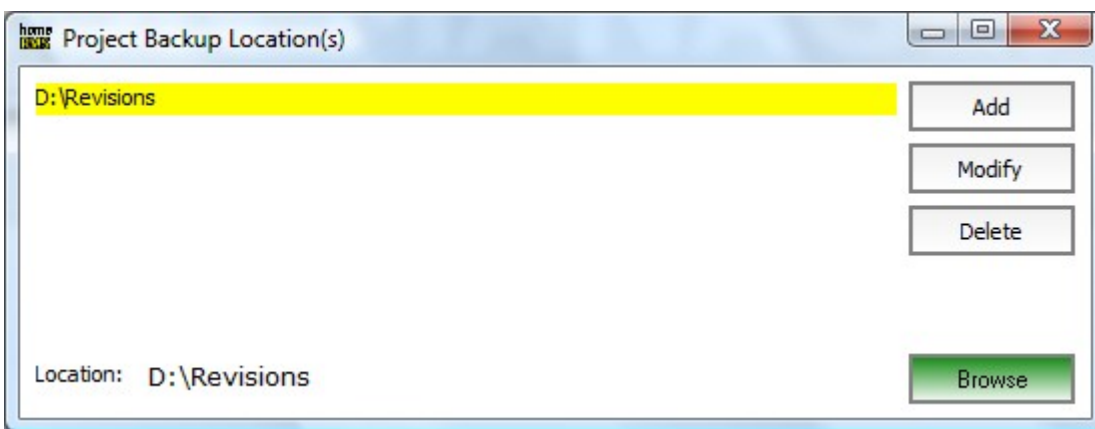 Project Backup Location(s)
D:\Revisions
Add
Modify
Delete
Location: D:\Revisions
Browse